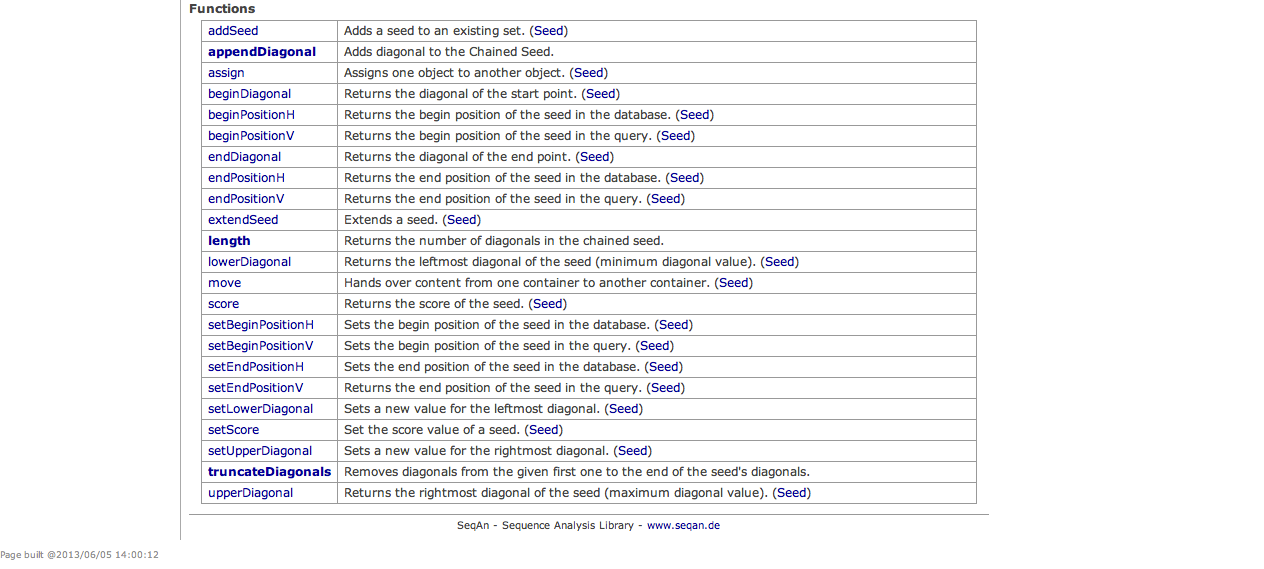 Functions
addSeed Adds a seed to an existing set. (Seed)
appendDiagonal Adds diagonal to the Chained Seed.
assign Assigns one object to another object. (Seed)
beginDiagonal Returns the diagonal of the start point. (Seed)
beginPositionH Returns the begin position of the seed in the database. (Seed)
beginPositionV Returns the begin position of the seed in the query. (Seed)
endDiagonal Returns the diagonal of the end point. (Seed)
endPositionH Returns the end position of the seed in the database. (Seed)
endPositionV Returns the end position of the seed in the query. (Seed)
extendSeed Extends a seed. (Seed)
length Returns the number of diagonals in the chained seed.
lowerDiagonal Returns the leftmost diagonal of the seed (minimum diagonal value). (Seed)
move Hands over content from one container to another container. (Seed)
score Returns the score of the seed. (Seed)
setBeginPositionH Sets the begin position of the seed in the database. (Seed)
setBeginPositionV Sets the begin position of the seed in the query. (Seed)
setEndPositionH Sets the end position of the seed in the database. (Seed)
setEndPositionV Returns the end position of the seed in the query. (Seed)
setLowerDiagonal Sets a new value for the leftmost diagonal. (Seed)
setScore Set the score value of a seed. (Seed)
setUpperDiagonal Sets a new value for the rightmost diagonal. (Seed)
truncateDiagonals Removes diagonals from the given first one to the end of the seed's diagonals.
upperDiagonal Returns the rightmost diagonal of the seed (maximum diagonal value). (Seed)
SeqAn - Sequence Analysis Library - www.seqan.de
Page built @2013/06/05 14:00:12